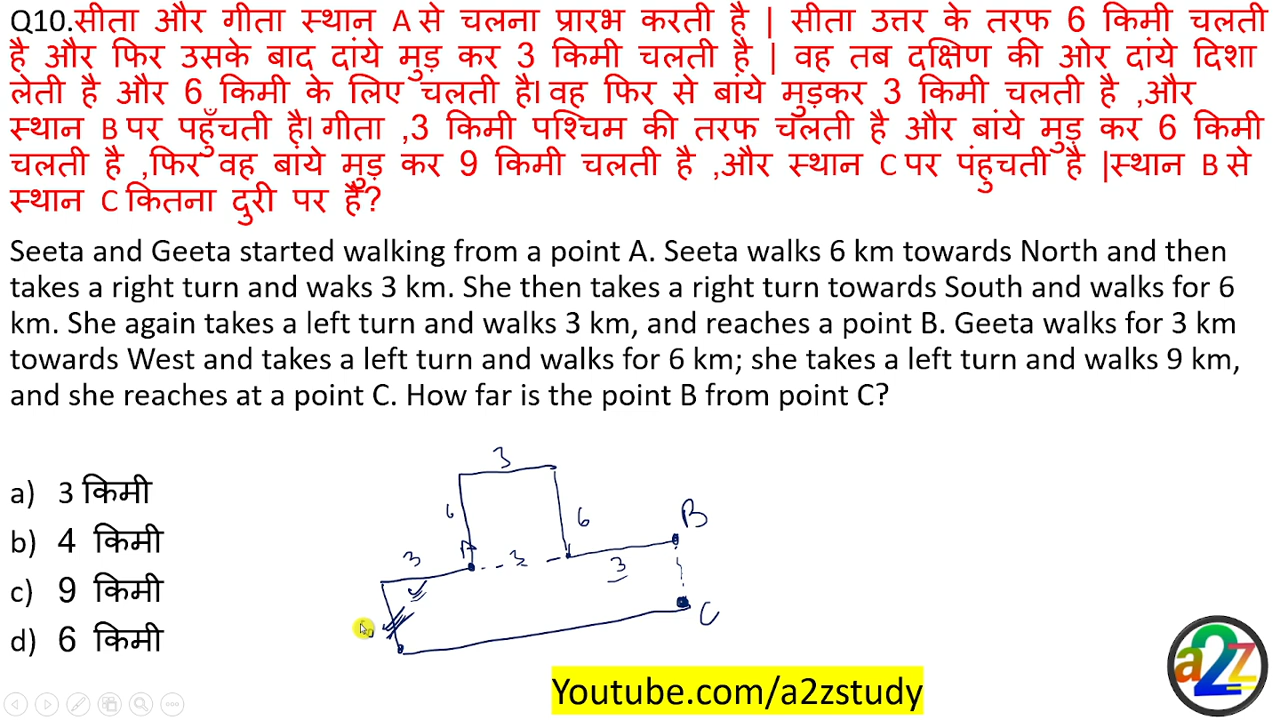 Q10.सीता और गीता स्थान A से चलना प्रारभ करती है | सीता उत्तर के तरफ 6 किमी चलती
है और फिर उसके बाद दांये मुड़ कर 3 किमी चलती है | वह तब दक्षिण की ओर दांये दिशा
लेती है और 6 किमी के लिए चलती है। वह फिर से बांये मुड़कर 3 किमी चलती है ,और
स्थान B पर पहुँचती है। गीता ,3 किमी पश्चिम की तरफ चलती है और बांये मुड़ कर 6 किमी
चलती है ,फिर वह बांये मुड़ कर 9 किमी चलती है ,और स्थान C पर पंहुचती है |स्थान B से
स्थान C कितना दुरी पर है?
Seeta and Geeta started walking from a point A. Seeta walks 6 km towards North and then
takes a right turn and waks 3 km. She then takes a right turn towards South and walks for 6
km. She again takes a left turn and walks 3 km, and reaches a point B. Geeta walks for 3 km
towards West and takes a left turn and walks for 6 km; she takes a left turn and walks 9 km,
and she reaches at a point C. How far is the point B from point C?
3
6 6 B
3 A 3 3
C
a) 3 किमी
b) 4 किमी
c) 9 किमी
d) 6 किमी
Youtube.com/a2zstudy
a2z